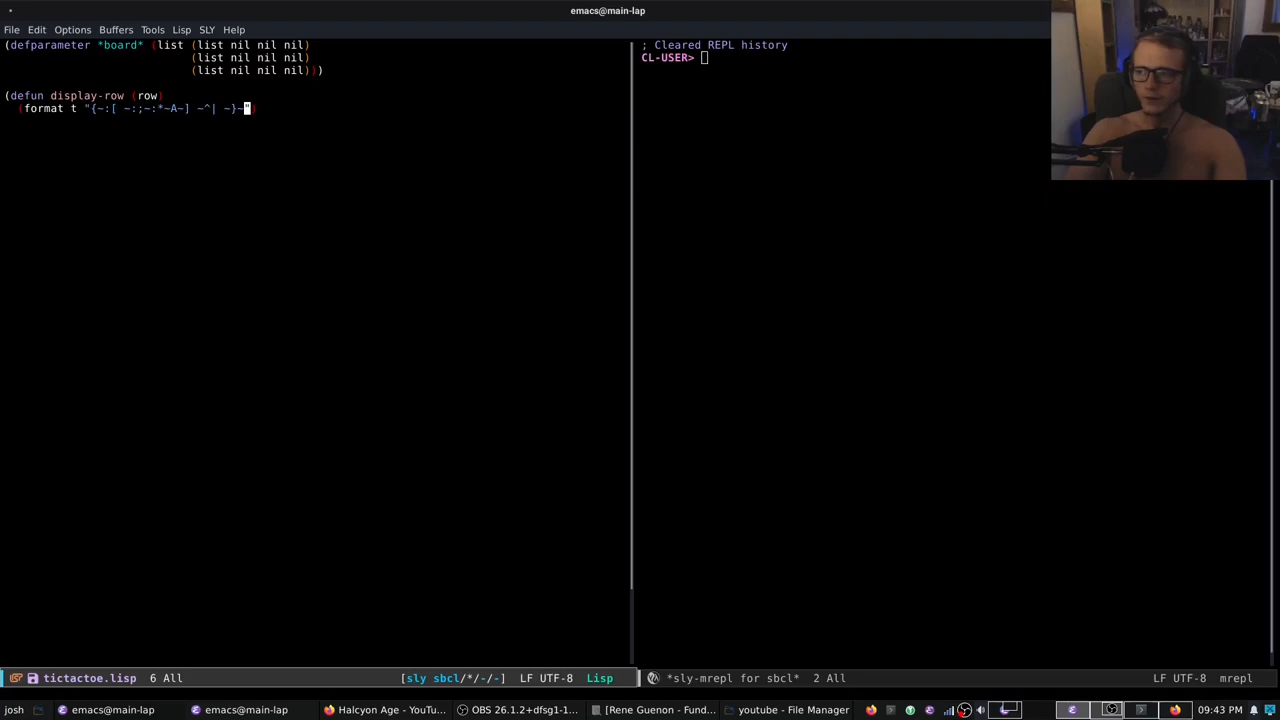 emacs@main-lap
File Edit Options Buffers Tools Lisp SLY Help
(defparameter *board* (list (list nil nil nil)
(list nil nil nil)
(list nil nil nil)))
(defun display-row (row)
(format t "{~:[ ~:;~:*~A~] ~^| ~}~")
; Cleared REPL history
CL-USER>
tictactoe.lisp 6 All [sly sbcl/*/-/-] LF UTF-8 Lisp
*sly-mrepl for sbcl* 2 All LF UTF-8 mrepl
josh emacs@main-lap emacs@main-lap Halcyon Age - YouTu... OBS 26.1.2+dfsg1-1... [Rene Guenon - Fund... youtube - File Manager 09:43 PM